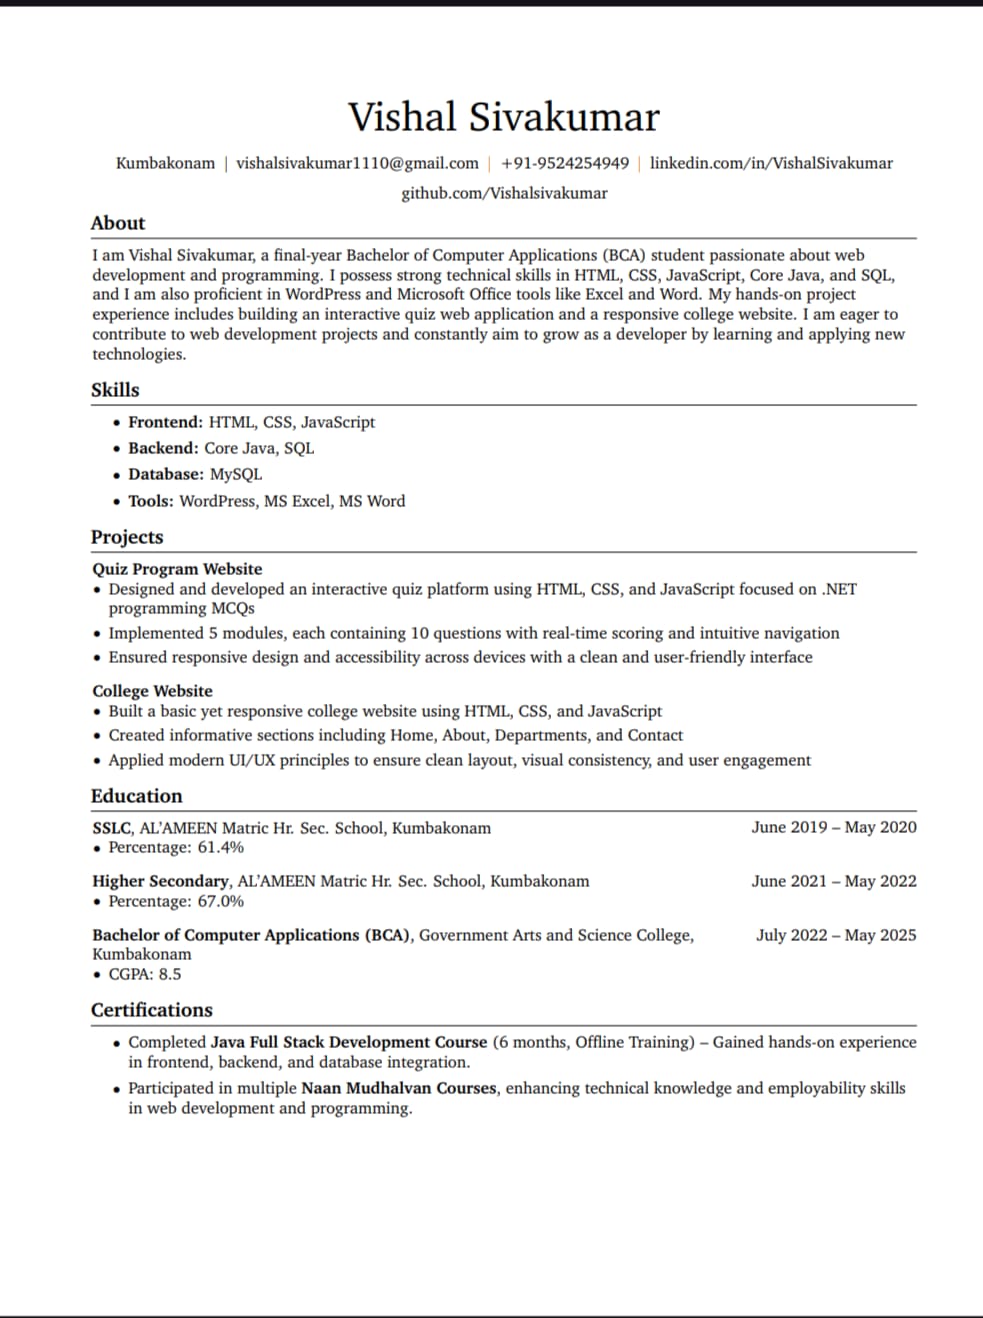 Vishal Sivakumar
Kumbakonam | vishalsivakumar1110@gmail.com | +91-9524254949 | linkedin.com/in/VishalSivakumar
github.com/Vishalsivakumar
About
I am Vishal Sivakumar, a final-year Bachelor of Computer Applications (BCA) student passionate about web
development and programming. I possess strong technical skills in HTML, CSS, JavaScript, Core Java, and SQL,
and I am also proficient in WordPress and Microsoft Office tools like Excel and Word. My hands-on project
experience includes building an interactive quiz web application and a responsive college website. I am eager to
contribute to web development projects and constantly aim to grow as a developer by learning and applying new
technologies.
Skills
• Frontend: HTML, CSS, JavaScript
• Backend: Core Java, SQL
• Database: MySQL
• Tools: WordPress, MS Excel, MS Word
Projects
Quiz Program Website
• Designed and developed an interactive quiz platform using HTML, CSS, and JavaScript focused on .NET
programming MCQs
• Implemented 5 modules, each containing 10 questions with real-time scoring and intuitive navigation
• Ensured responsive design and accessibility across devices with a clean and user-friendly interface
College Website
• Built a basic yet responsive college website using HTML, CSS, and JavaScript
• Created informative sections including Home, About, Departments, and Contact
• Applied modern UI/UX principles to ensure clean layout, visual consistency, and user engagement
Education
SSLC, AL'AMEEN Matric Hr. Sec. School, Kumbakonam June 2019 – May 2020
• Percentage: 61.4%
Higher Secondary, AL'AMEEN Matric Hr. Sec. School, Kumbakonam June 2021 – May 2022
• Percentage: 67.0%
Bachelor of Computer Applications (BCA), Government Arts and Science College, July 2022 – May 2025
Kumbakonam
• CGPA: 8.5
Certifications
• Completed Java Full Stack Development Course (6 months, Offline Training) – Gained hands-on experience
in frontend, backend, and database integration.
• Participated in multiple Naan Mudhalvan Courses, enhancing technical knowledge and employability skills
in web development and programming.